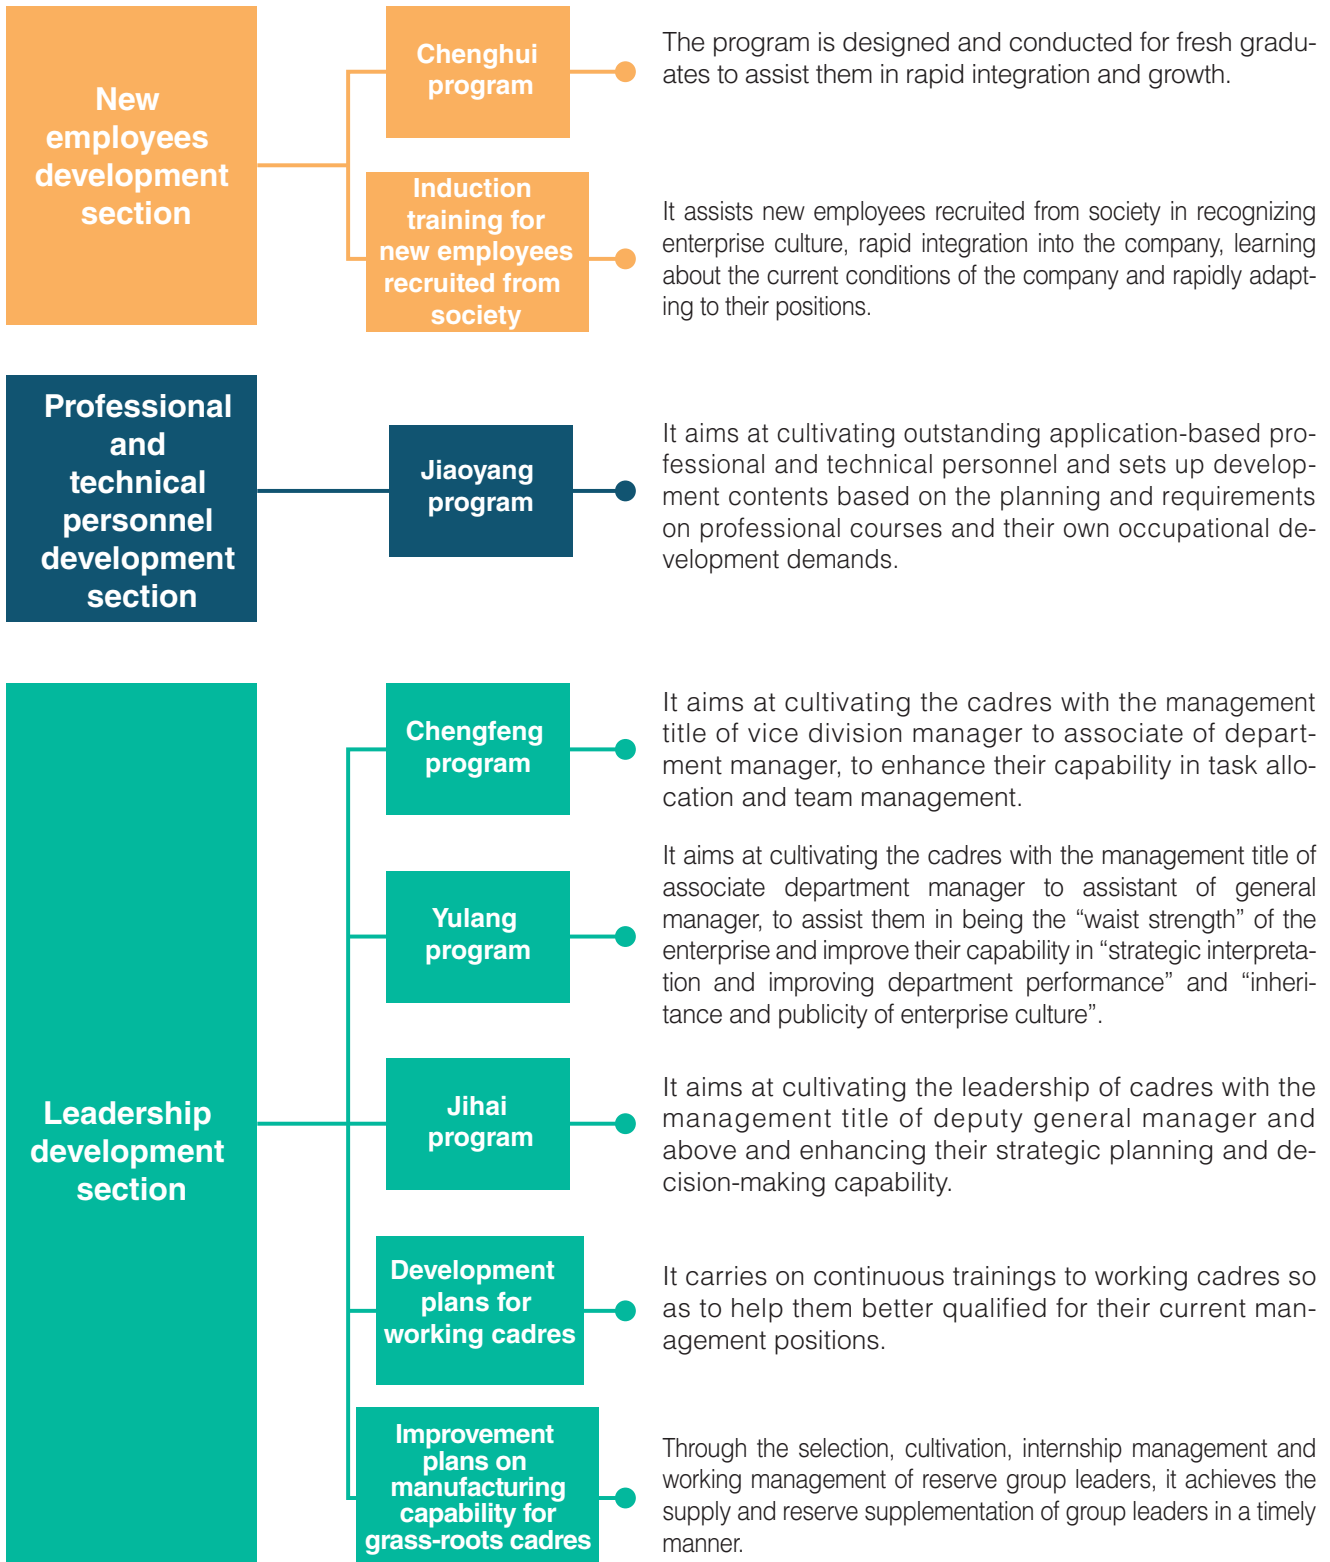 New
employees
development
section
Chenghui
program
The program is designed and conducted for fresh gradu-
ates to assist them in rapid integration and growth.
Induction
training for
new employees
recruited from
society
It assists new employees recruited from society in recognizing
enterprise culture, rapid integration into the company, learning
about the current conditions of the company and rapidly adapt-
ing to their positions.
Professional
and
technical
personnel
development
section
Jiaoyang
program
It aims at cultivating outstanding application-based pro-
fessional and technical personnel and sets up develop-
ment contents based on the planning and requirements
on professional courses and their own occupational de-
velopment demands.
Leadership
development
section
Chengfeng
program
It aims at cultivating the cadres with the management
title of vice division manager to associate of depart-
ment manager, to enhance their capability in task allo-
cation and team management.
Yulang
program
It aims at cultivating the cadres with the management title of
associate department manager to assistant of general
manager, to assist them in being the “waist strength” of the
enterprise and improve their capability in “strategic interpreta-
tion and improving department performance” and “inheri-
tance and publicity of enterprise culture”.
Jihai
program
It aims at cultivating the leadership of cadres with the
management title of deputy general manager and
above and enhancing their strategic planning and de-
cision-making capability.
Development
plans for
working cadres
It carries on continuous trainings to working cadres so
as to help them better qualified for their current man-
agement positions.
Improvement
plans on
manufacturing
capability for
grass-roots cadres
Through the selection, cultivation, internship management and
working management of reserve group leaders, it achieves the
supply and reserve supplementation of group leaders in a timely
manner.